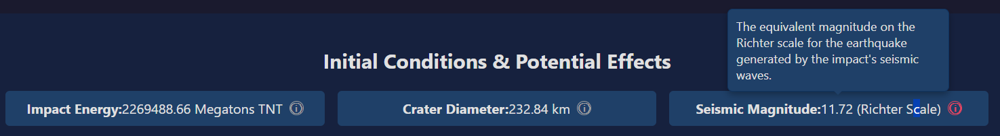 The equivalent magnitude on the
Richter scale for the earthquake
generated by the impact's seismic
waves.
Initial Conditions & Potential Effects
Impact Energy:2269488.66 Megatons TNT ⓘ
Crater Diameter:232.84 km ⓘ
Seismic Magnitude:11.72 (Richter Scale) ⓘ